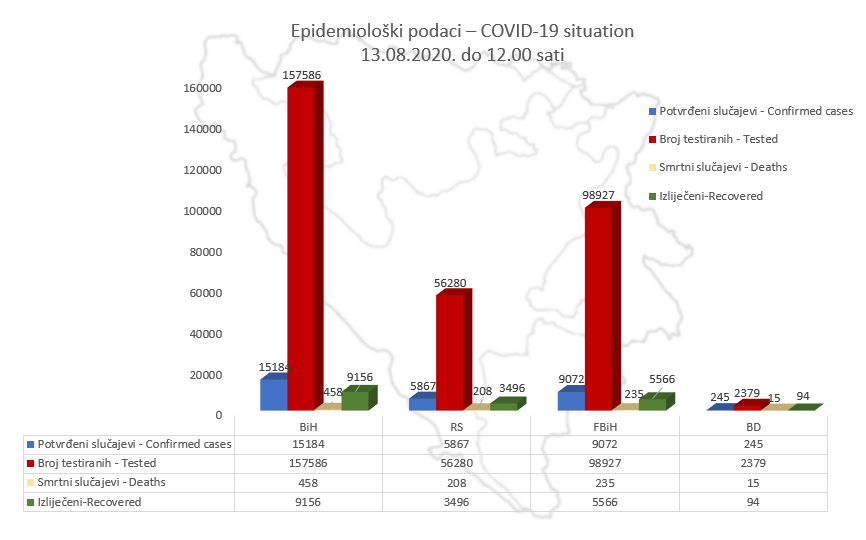 Epidemiološki podaci – COVID-19 situation
13.08.2020. do 12.00 sati
160000
140000
120000
100000
80000
60000
40000
20000
0
157586
15184
458
9156
56280
5867
208
3496
98927
9072
235
5566
245
2379
15
94
Potvrđeni slučajevi - Confirmed cases
Broj testiranih - Tested
Smrtni slučajevi - Deaths
Izliječeni-Recovered
BiH RS FBiH BD
Potvrđeni slučajevi - Confirmed cases 15184 5867 9072 245
Broj testiranih - Tested 157586 56280 98927 2379
Smrtni slučajevi - Deaths 458 208 235 15
Izliječeni-Recovered 9156 3496 5566 94